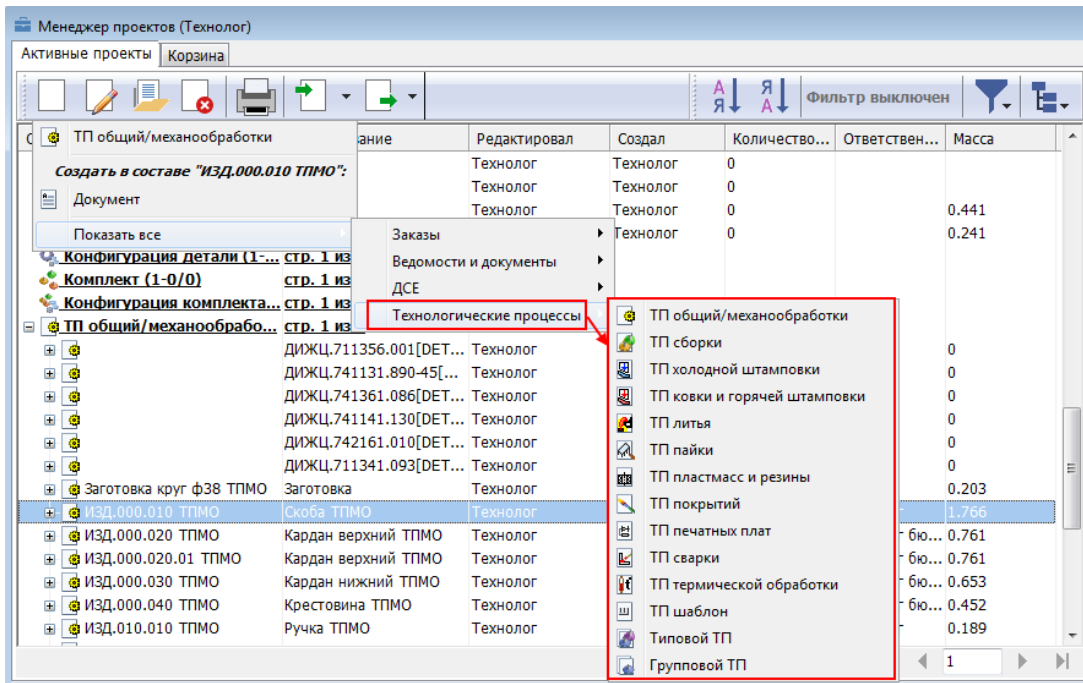 Менеджер проектов (Технолог)
Активные проекты Корзина
Фильтр выключен
ание Редактировал Создал Количество... Ответствен... Масса
ТП общий/механообработки
Создать в составе "ИЗД.000.010 ТПМО":
Документ
Показать все
Технолог Технолог 0
Технолог Технолог 0
Технолог Технолог 0 0.441
Технолог 0 0.241
Заказы
Ведомости и документы
ДСЕ
Технологические процессы
Конфигурация детали (1-... стр. 1 из
Комплект (1-0/0) стр. 1 из
Конфигурация комплекта... стр. 1 из
ТП общий/механообрабо... стр. 1 из
ДИЖЦ.711356.001[DET... Технолог 0
ДИЖЦ.741131.890-45[... Технолог 0
ДИЖЦ.741361.086[DET... Технолог 0
ДИЖЦ.741141.130[DET... Технолог 0
ДИЖЦ.742161.010[DET... Технолог 0
ДИЖЦ.711341.093[DET... Технолог 0
Заготовка круг ф38 ТПМО Заготовка Технолог 0.203
ИЗД.000.010 ТПМО Скоба ТПМО Технолог 1.766
ИЗД.000.020 ТПМО Кардан верхний ТПМО Технолог бю... 0.761
ИЗД.000.020.01 ТПМО Кардан верхний ТПМО Технолог бю... 0.761
ИЗД.000.030 ТПМО Кардан нижний ТПМО Технолог бю... 0.653
ИЗД.000.040 ТПМО Крестовина ТПМО Технолог бю... 0.452
ИЗД.010.010 ТПМО Ручка ТПМО Технолог 0.189
ТП общий/механообработки
ТП сборки
ТП холодной штамповки
ТП ковки и горячей штамповки
ТП литья
ТП пайки
ТП пластмасс и резины
ТП покрытий
ТП печатных плат
ТП сварки
ТП термической обработки
ТП шаблон
Типовой ТП
Групповой ТП
1